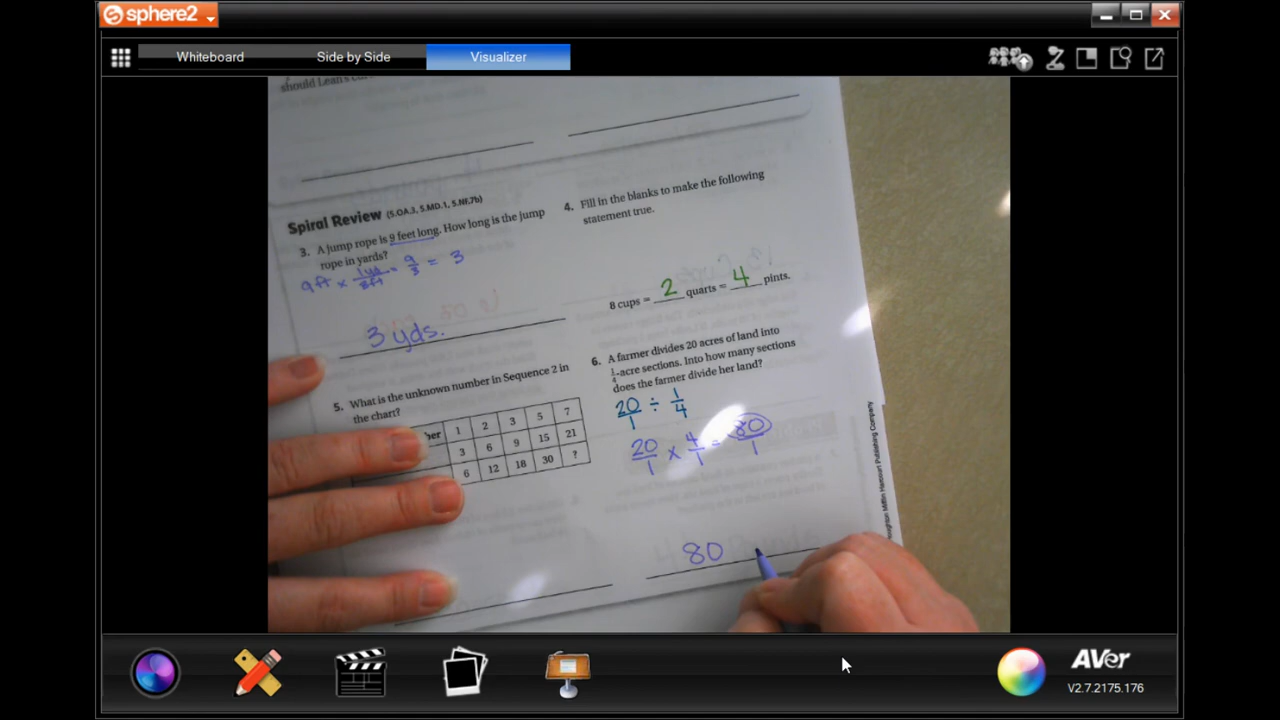 sphere2
Whiteboard
Side by Side
Visualizer
Spiral Review (5.OA.3, 5.MD.1, 5.NF.7b)
3. A jump rope is 9 feet long. How long is the jump
rope in yards?
9ft × 1yd/3ft = 9/3 = 3
3 yds.
4. Fill in the blanks to make the following
statement true.
8 cups = 2 quarts = 4 pints.
5. What is the unknown number in Sequence 2 in
the chart?
1 2 3 5 7
3 6 9 15 21
6 12 18 30 ?
6. A farmer divides 20 acres of land into
1/4-acre sections. Into how many sections
does the farmer divide her land?
20/1 ÷ 1/4
20/1 × 4/1 = 80/1
80
Mifflin Harcourt Publishing Company
AVer
V2.7.2175.176